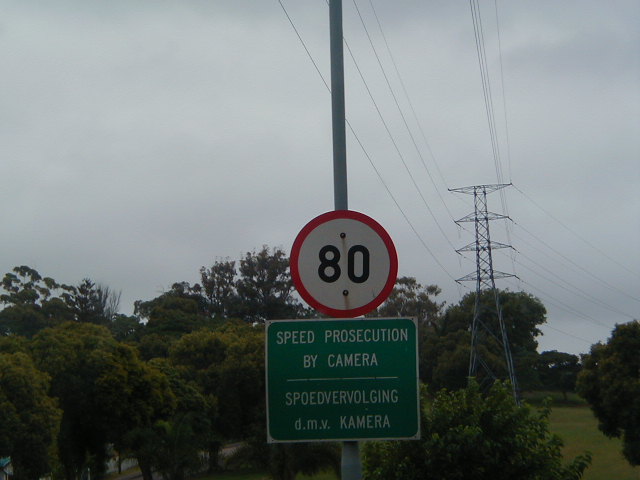 80
SPEED PROSECUTION
BY CAMERA
SPOEDVERVOLGING
d.m.v. KAMERA